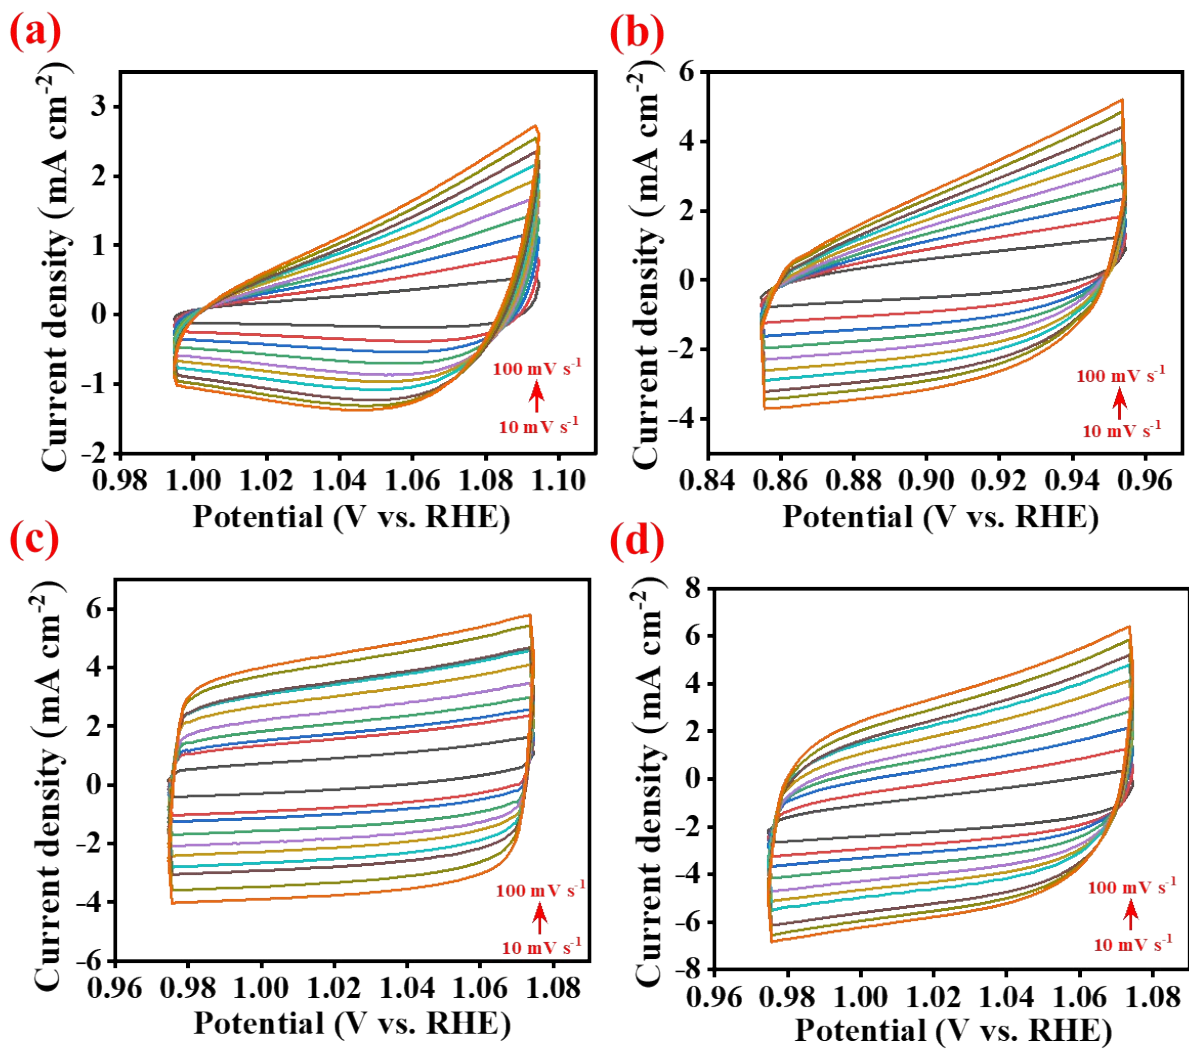 (a)
Current density (mA cm⁻²)
3
2
1
0
-1
-2
0.98 1.00 1.02 1.04 1.06 1.08 1.10
Potential (V vs. RHE)
100 mV s⁻¹
10 mV s⁻¹
(b)
Current density (mA cm⁻²)
6
4
2
0
-2
-4
0.84 0.86 0.88 0.90 0.92 0.94 0.96
Potential (V vs. RHE)
100 mV s⁻¹
10 mV s⁻¹
(c)
Current density (mA cm⁻²)
6
4
2
0
-2
-4
-6
0.96 0.98 1.00 1.02 1.04 1.06 1.08
Potential (V vs. RHE)
100 mV s⁻¹
10 mV s⁻¹
(d)
Current density (mA cm⁻²)
8
6
4
2
0
-2
-4
-6
-8
0.96 0.98 1.00 1.02 1.04 1.06 1.08
Potential (V vs. RHE)
100 mV s⁻¹
10 mV s⁻¹